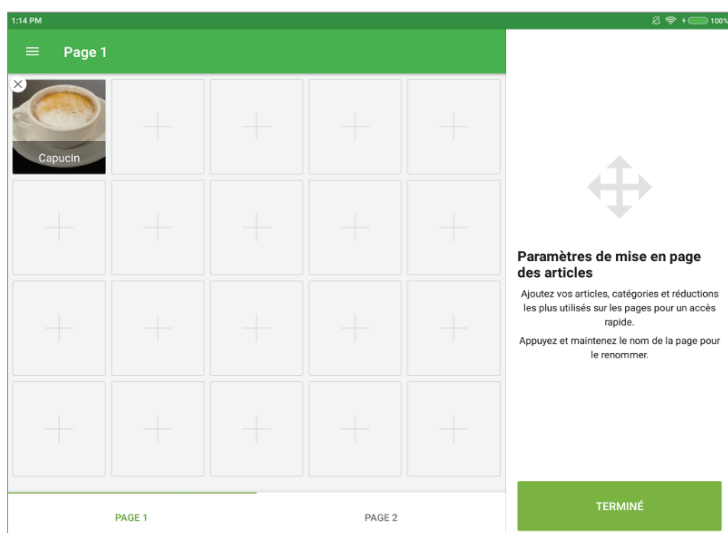 1:14 PM
100%
Page 1
Capucin
Paramètres de mise en page
des articles
Ajoutez vos articles, catégories et réductions
les plus utilisés sur les pages pour un accès
rapide.
Appuyez et maintenez le nom de la page pour
le renommer.
TERMINÉ
PAGE 1
PAGE 2